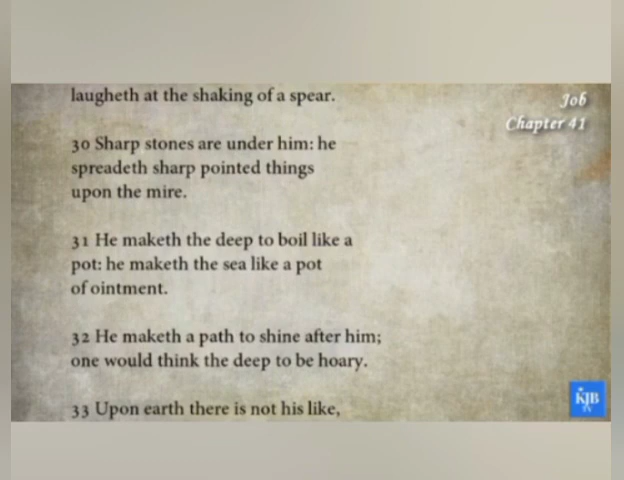 laugheth at the shaking of a spear.
Job
Chapter 41
30 Sharp stones are under him: he
spreadeth sharp pointed things
upon the mire.
31 He maketh the deep to boil like a
pot: he maketh the sea like a pot
of ointment.
32 He maketh a path to shine after him;
one would think the deep to be hoary.
33 Upon earth there is not his like,
KJB
TV